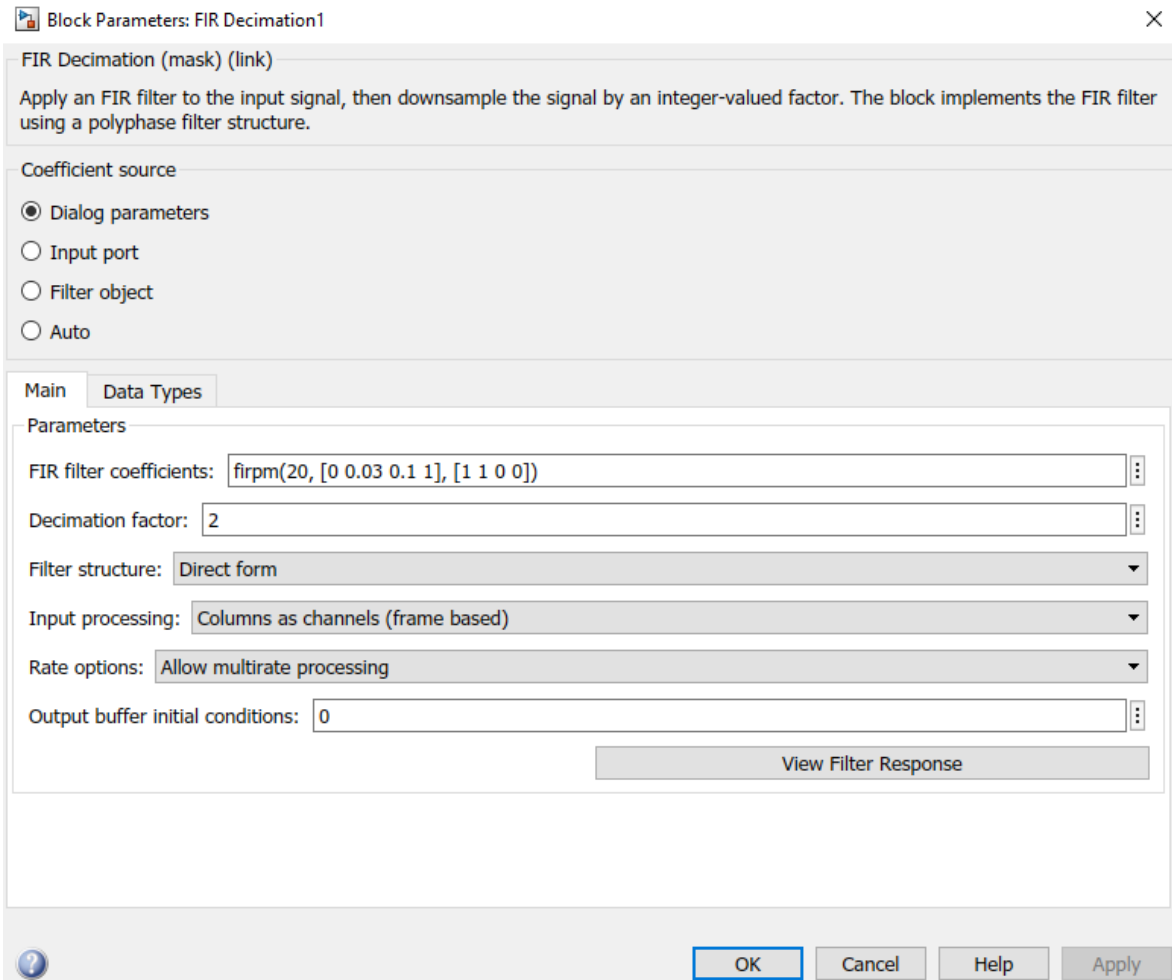 Block Parameters: FIR Decimation1
FIR Decimation (mask) (link)
Apply an FIR filter to the input signal, then downsample the signal by an integer-valued factor. The block implements the FIR filter
using a polyphase filter structure.
Coefficient source
Dialog parameters
Input port
Filter object
Auto
Main Data Types
Parameters
FIR filter coefficients: firpm(20, [0 0.03 0.1 1], [1 1 0 0])
Decimation factor: 2
Filter structure: Direct form
Input processing: Columns as channels (frame based)
Rate options: Allow multirate processing
Output buffer initial conditions: 0
View Filter Response
OK Cancel Help Apply